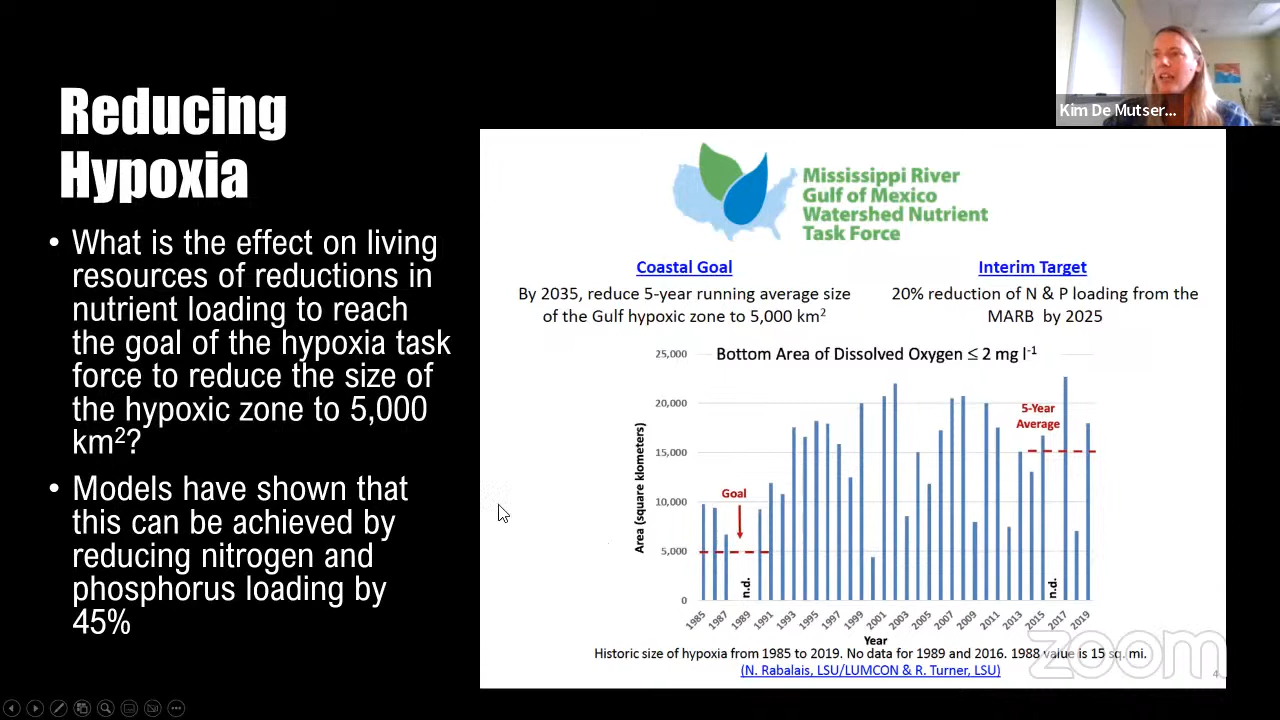 Reducing
Hypoxia
• What is the effect on living
resources of reductions in
nutrient loading to reach
the goal of the hypoxia task
force to reduce the size of
the hypoxic zone to 5,000
km²?
• Models have shown that
this can be achieved by
reducing nitrogen and
phosphorus loading by
45%
Kim De Mutser...
Mississippi River
Gulf of Mexico
Watershed Nutrient
Task Force
Coastal Goal
By 2035, reduce 5-year running average size
of the Gulf hypoxic zone to 5,000 km²
Interim Target
20% reduction of N & P loading from the
MARB by 2025
Bottom Area of Dissolved Oxygen ≤ 2 mg l⁻¹
Area (square klometers)
25,000
20,000
15,000
10,000
5,000
0
Goal
n.d.
5-Year
Average
n.d.
1985 1987 1989 1991 1993 1995 1997 1999 2001 2003 2005 2007 2009 2011 2013 2015 2017 2019
Year
Historic size of hypoxia from 1985 to 2019. No data for 1989 and 2016. 1988 value is 15 sq. mi.
(N. Rabalais, LSU/LUMCON & R. Turner, LSU)
4
zoom